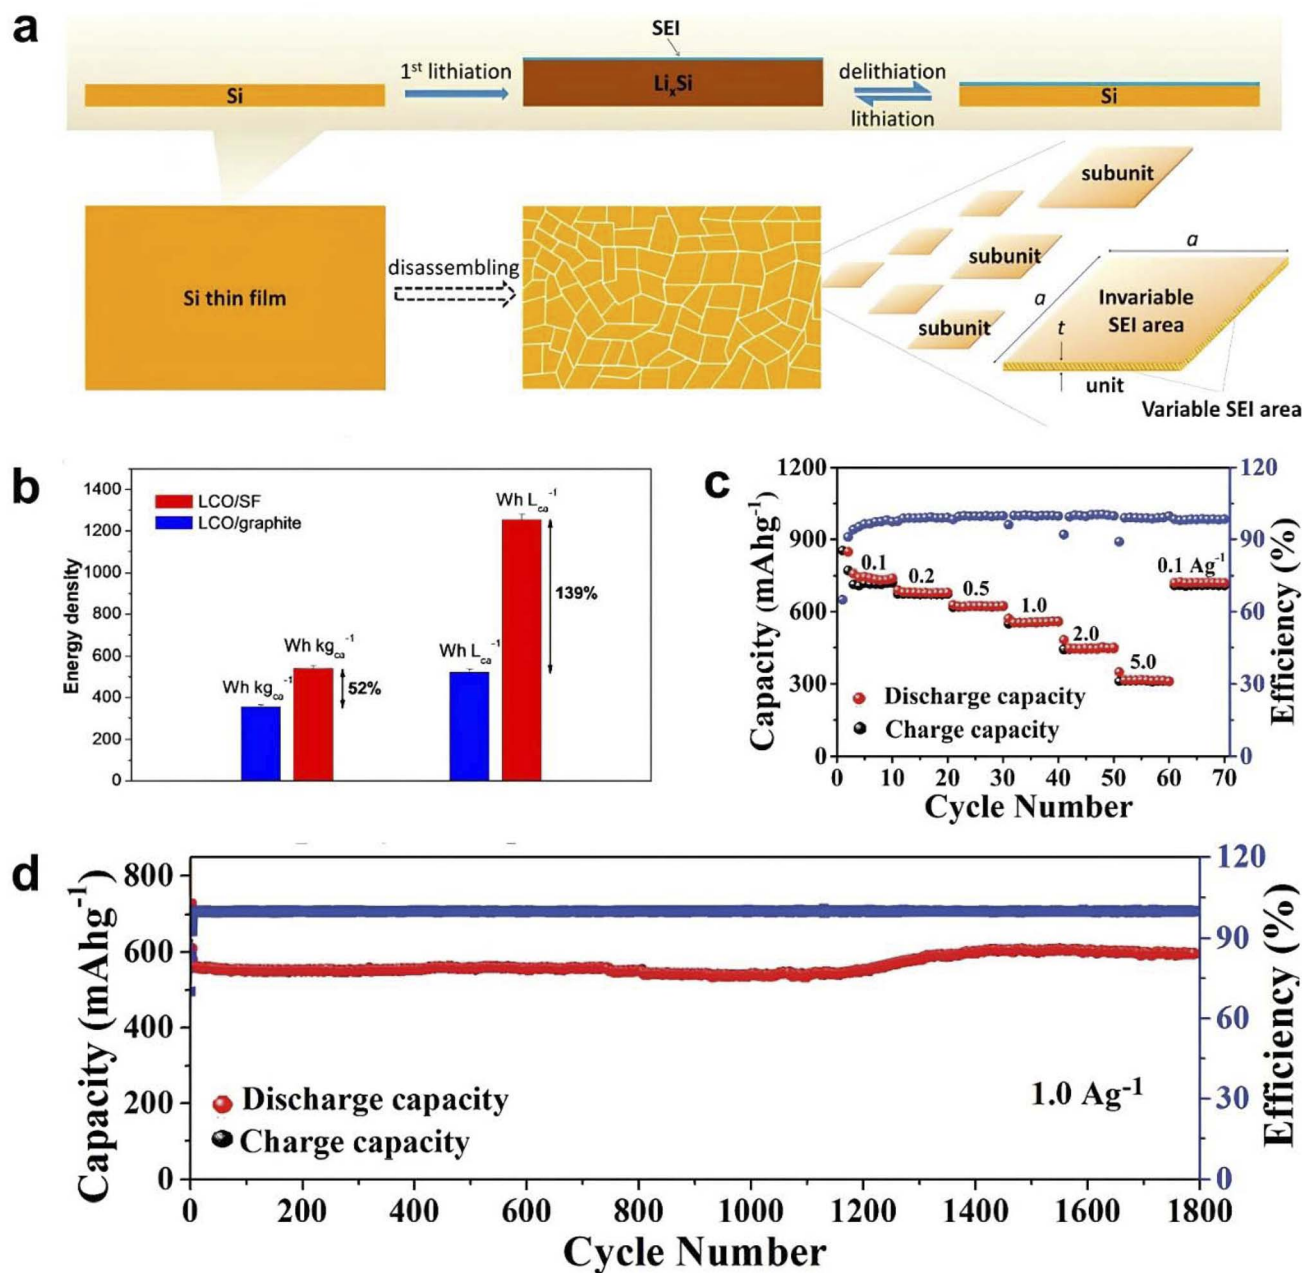 a
SEI
1st lithiation
delithiation
Si
LixSi
Si
lithiation
subunit
a
disassembling
subunit
Si thin film
a
Invariable
SEI area
subunit
t
unit
Variable SEI area
b
1400
LCO/SF
LCO/graphite
Wh Lca-1
1200
1000
139%
800
Wh kgca-1
Wh Lca-1
600
Wh kgca-1
52%
400
200
0
Energy density
c
1200
120
900
90
0.1
0.2
0.5
1.0
2.0
5.0
0.1 Ag-1
600
60
300
30
Discharge capacity
Charge capacity
0
0
0 10 20 30 40 50 60 70
Cycle Number
Capacity (mAhg-1)
Efficiency (%)
d
800
120
600
90
400
60
200
30
0
0
Discharge capacity
Charge capacity
1.0 Ag-1
0 200 400 600 800 1000 1200 1400 1600 1800
Cycle Number
Capacity (mAhg-1)
Efficiency (%)